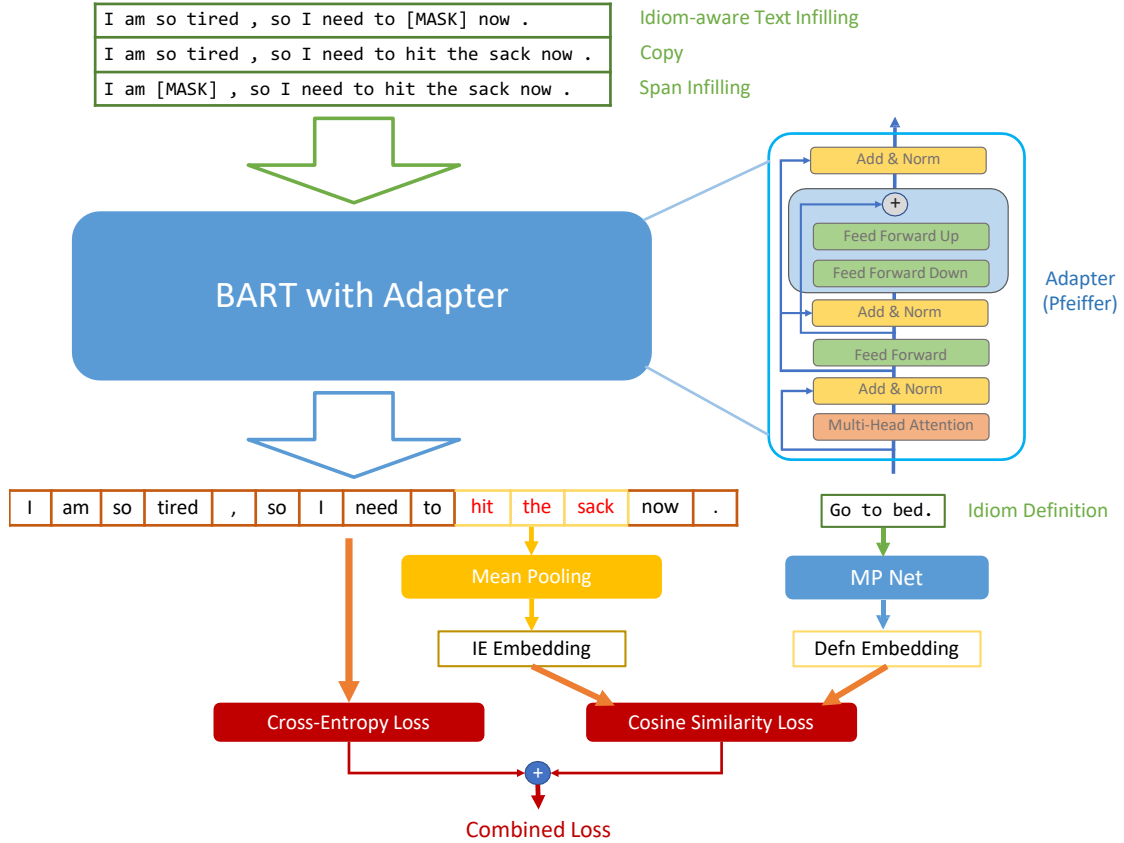 I am so tired , so I need to [MASK] now .
Idiom-aware Text Infilling
I am so tired , so I need to hit the sack now .
Copy
I am [MASK] , so I need to hit the sack now .
Span Infilling
BART with Adapter
Add & Norm
+
Feed Forward Up
Feed Forward Down
Add & Norm
Feed Forward
Add & Norm
Multi-Head Attention
Adapter
(Pfeiffer)
I am so tired , so I need to hit the sack now .
Go to bed.
Idiom Definition
Mean Pooling
MP Net
IE Embedding
Defn Embedding
Cross-Entropy Loss
Cosine Similarity Loss
+
Combined Loss